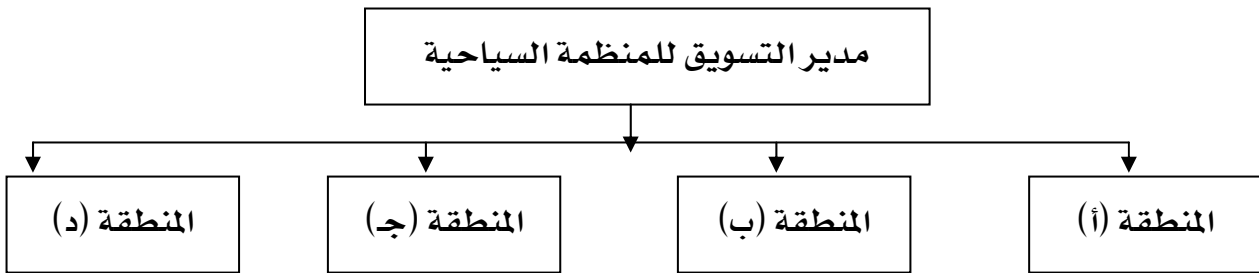 مدير التسويق للمنظمة السياحية
المنطقة (أ)
المنطقة (ب)
المنطقة (جـ)
المنطقة (د)